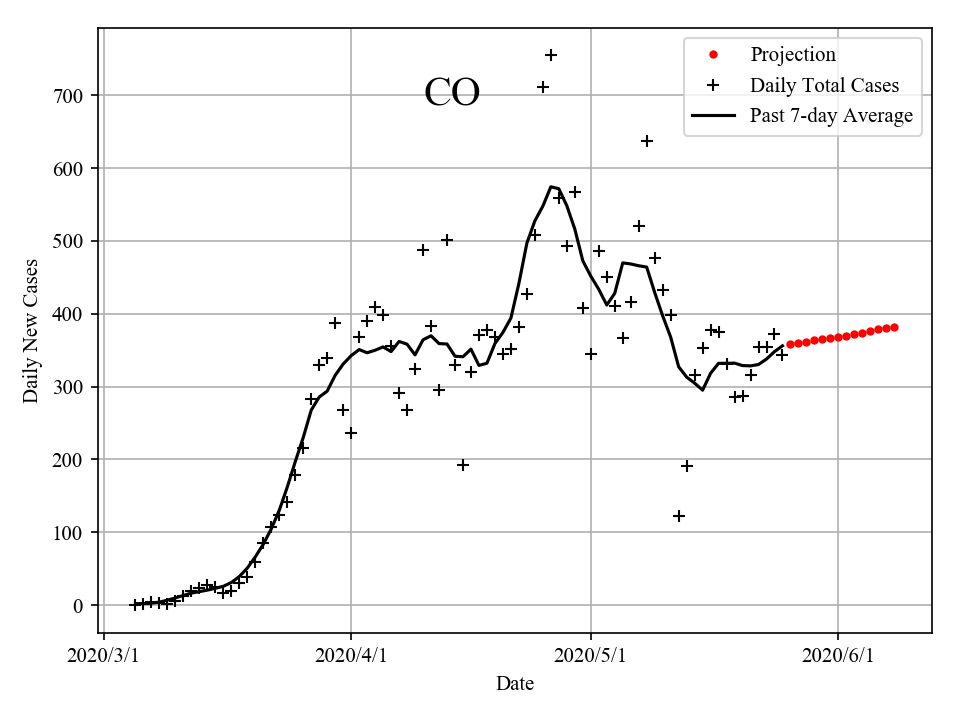 CO
Projection
Daily Total Cases
Past 7-day Average
Daily New Cases
700
600
500
400
300
200
100
0
2020/3/1
2020/4/1
2020/5/1
2020/6/1
Date